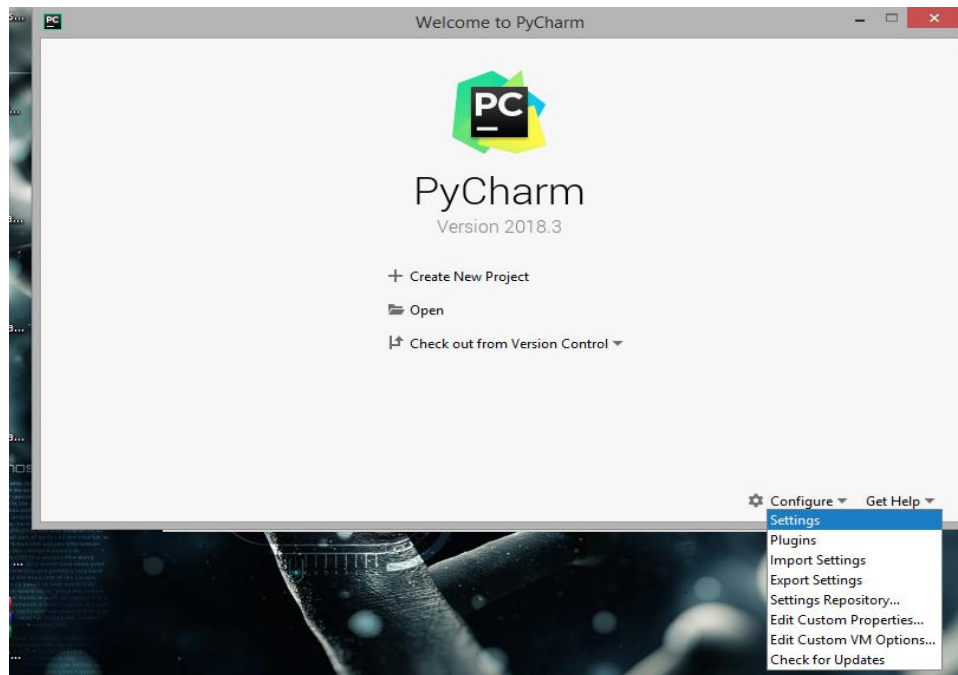 PC
Welcome to PyCharm
PC
PyCharm
Version 2018.3
Create New Project
Open
Check out from Version Control
Configure
Get Help
Settings
Plugins
Import Settings
Export Settings
Settings Repository...
Edit Custom Properties...
Edit Custom VM Options...
Check for Updates